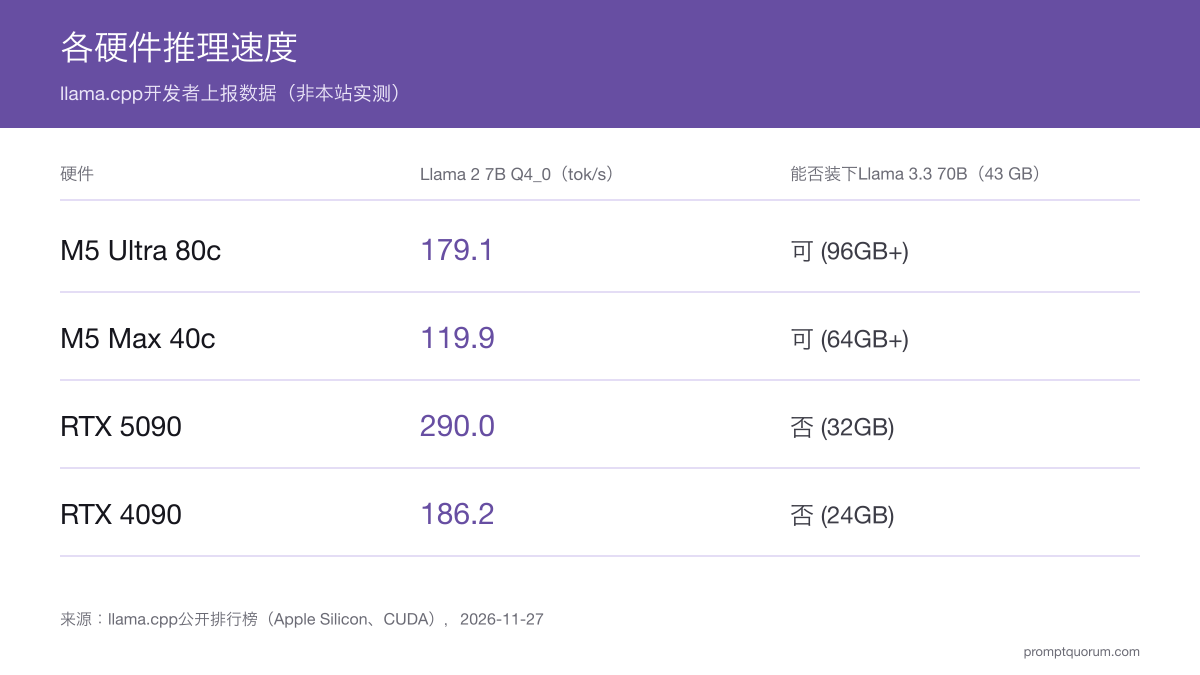 各硬件推理速度
llama.cpp开发者上报数据（非本站实测）
硬件 Llama 2 7B Q4_0（tok/s） 能否装下Llama 3.3 70B（43 GB）
M5 Ultra 80c 179.1 可 (96GB+)
M5 Max 40c 119.9 可 (64GB+)
RTX 5090 290.0 否 (32GB)
RTX 4090 186.2 否 (24GB)
来源：llama.cpp公开排行榜（Apple Silicon、CUDA），2026-11-27
promptquorum.com